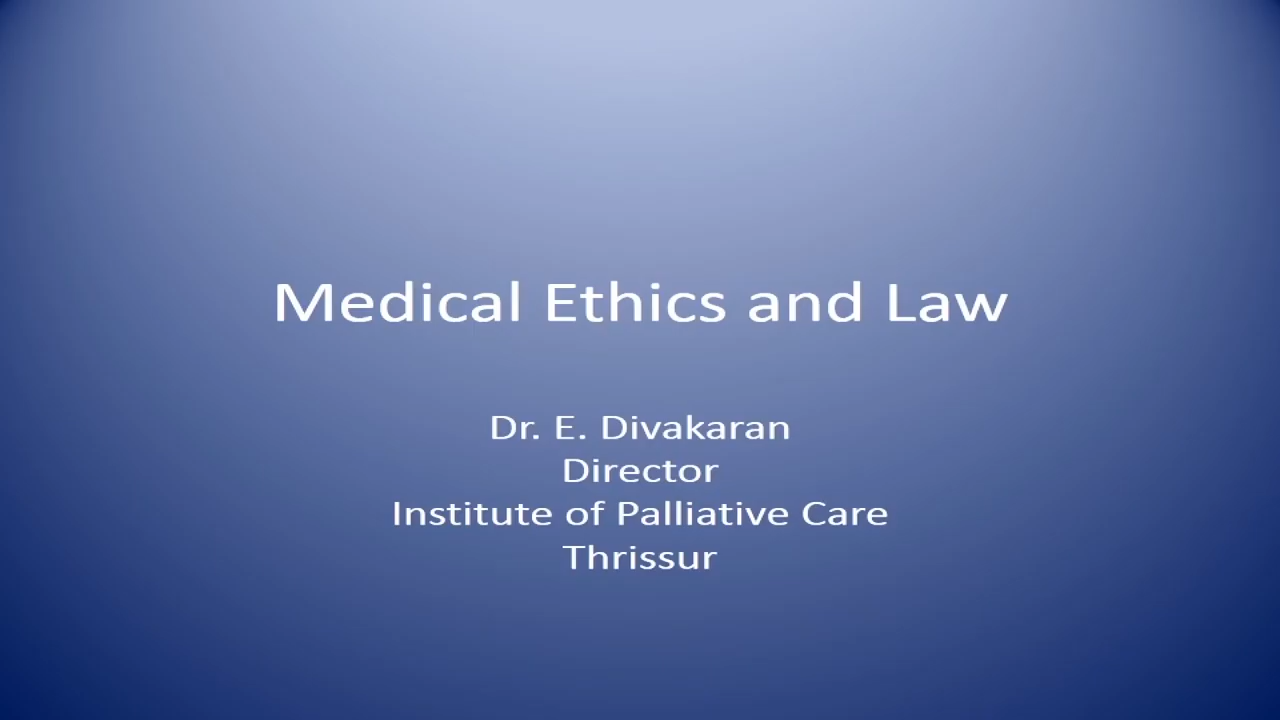 Medical Ethics and Law
Dr. E. Divakaran
Director
Institute of Palliative Care
Thrissur